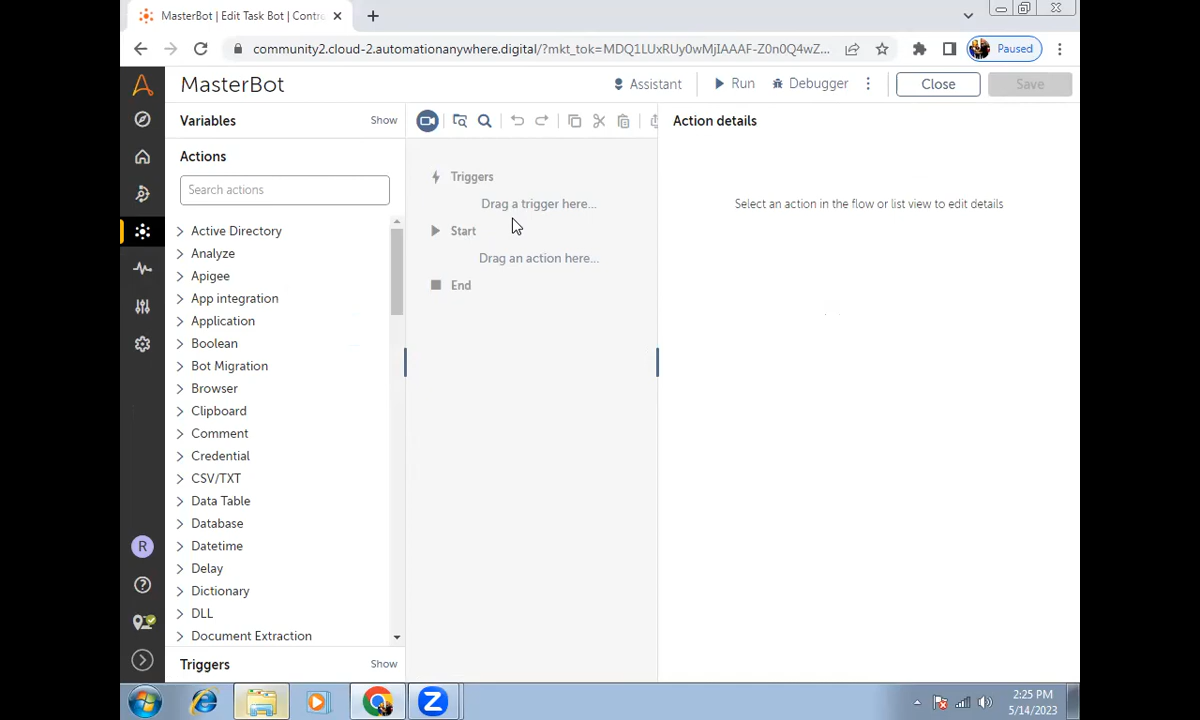 MasterBot | Edit Task Bot | Contr
community2.cloud-2.automationanywhere.digital/?mkt_tok=MDQ1LUxRUy0wMjIAAAF-Z0n0Q4wZ...
Paused
MasterBot
Assistant
Run
Debugger
Close
Save
Variables
Show
Actions
Search actions
Active Directory
Analyze
Apigee
App integration
Application
Boolean
Bot Migration
Browser
Clipboard
Comment
Credential
CSV/TXT
Data Table
Database
Datetime
Delay
Dictionary
DLL
Document Extraction
Triggers
Show
Triggers
Drag a trigger here...
Start
Drag an action here...
End
Action details
Select an action in the flow or list view to edit details
R
Z
2:25 PM
5/14/2023